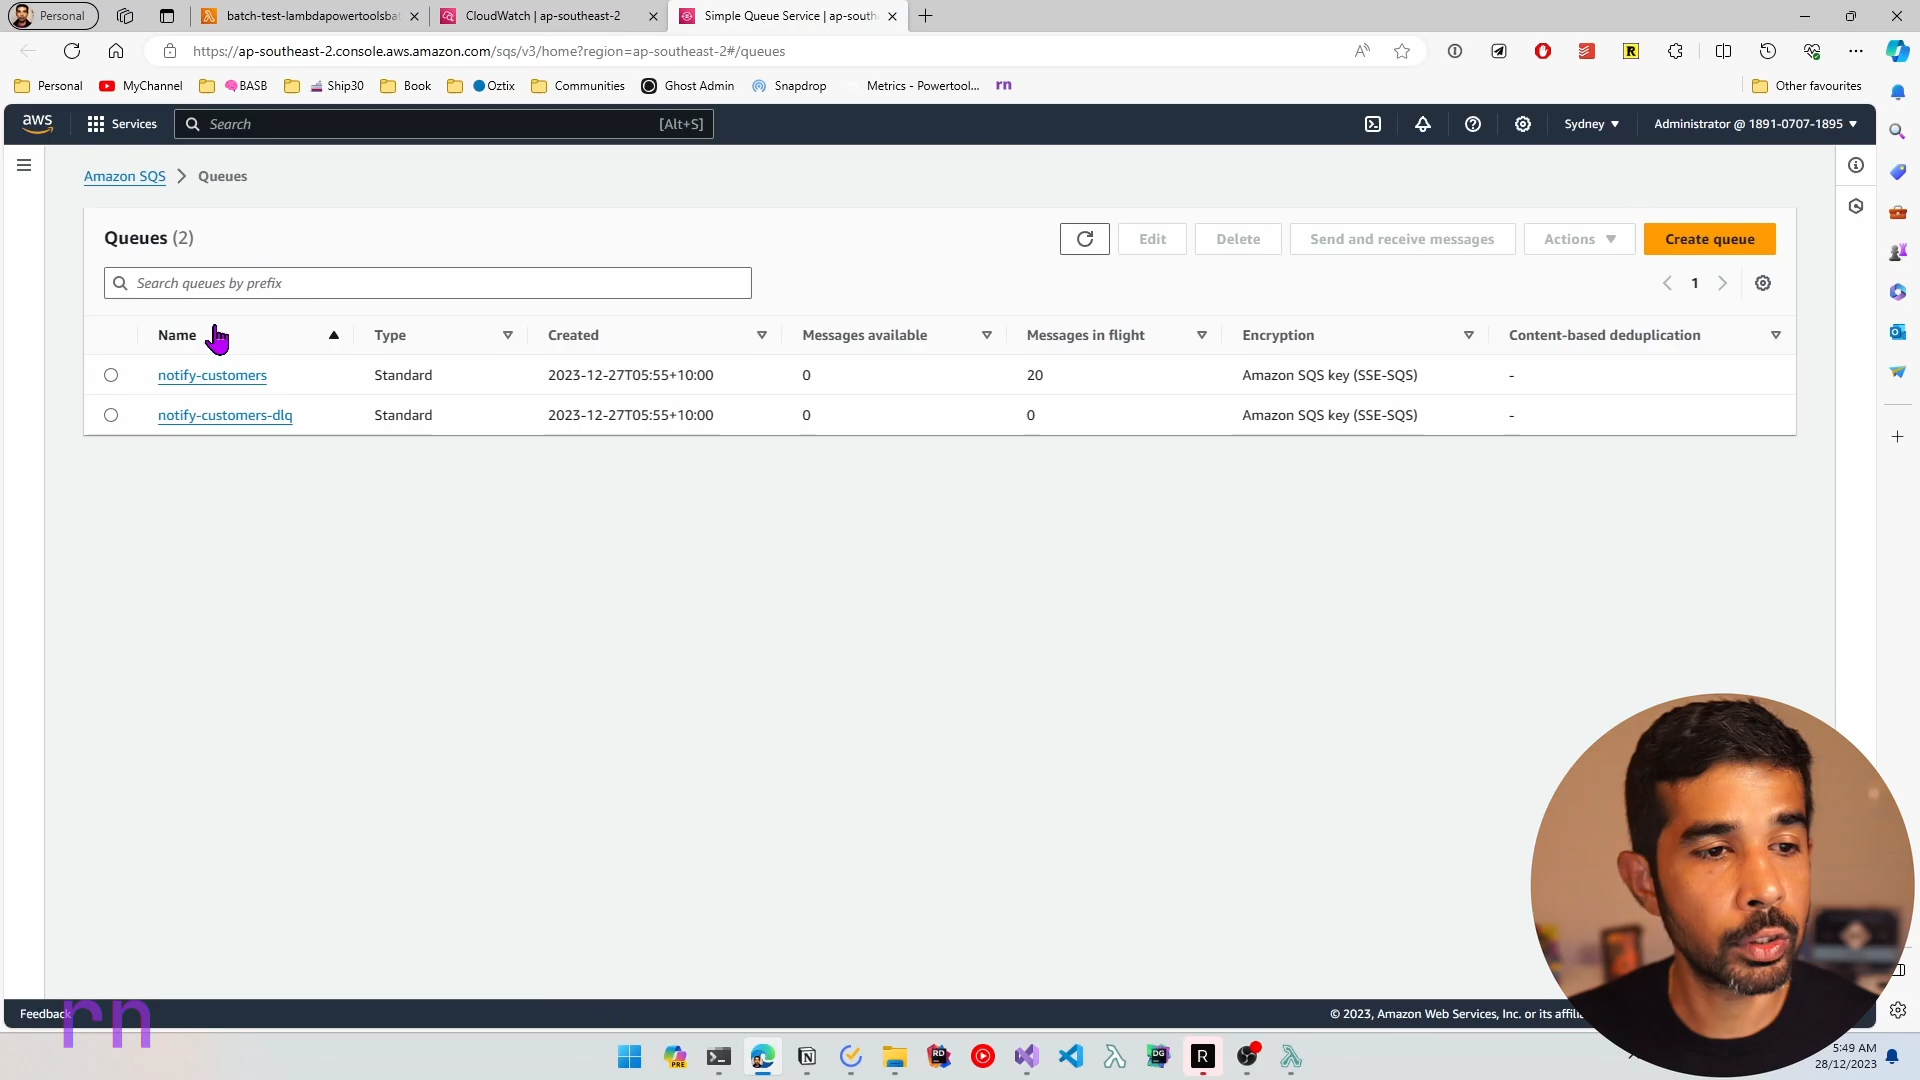 Personal
batch-test-lambdapowertoolsbat
CloudWatch | ap-southeast-2
Simple Queue Service | ap-south
https://ap-southeast-2.console.aws.amazon.com/sqs/v3/home?region=ap-southeast-2#/queues
Personal
MyChannel
BASB
Ship30
Book
Oztix
Communities
Ghost Admin
Snapdrop
Metrics - Powertool...
rn
Other favourites
aws
Services
Search
[Alt+S]
Sydney
Administrator @ 1891-0707-1895
Amazon SQS
Queues
Queues (2)
Edit
Delete
Send and receive messages
Actions
Create queue
Search queues by prefix
1
Name
Type
Created
Messages available
Messages in flight
Encryption
Content-based deduplication
notify-customers
Standard
2023-12-27T05:55+10:00
0
20
Amazon SQS key (SSE-SQS)
-
notify-customers-dlq
Standard
2023-12-27T05:55+10:00
0
0
Amazon SQS key (SSE-SQS)
-
Feedback
rn
© 2023, Amazon Web Services, Inc. or its
PRE
RD
DG
R
5:49 AM
28/12/2023